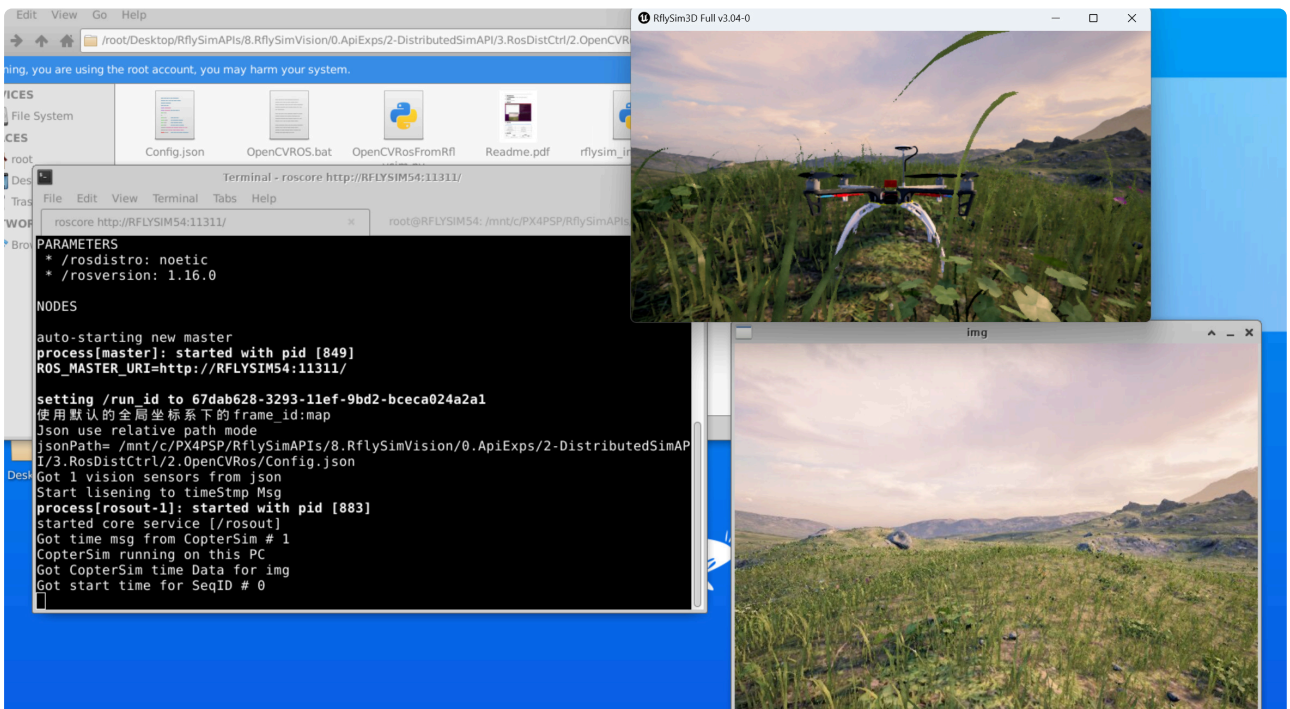 Edit View Go Help
/root/Desktop/RflySimAPIs/8.RflySimVision/0.ApiExps/2-DistributedSimAPI/3.RosDistCtrl/2.OpenCVR
you are using the root account, you may harm your system.
File System
root
Config.json
OpenCVROS.bat
OpenCVRosFromRfl
Readme.pdf
rflysim_in
Terminal - roscore http://RFLYSIM54:11311/
File Edit View Terminal Tabs Help
roscore http://RFLYSIM54:11311/
root@RFLYSIM54: /mnt/c/PX4PSP/RflySimAPIs
PARAMETERS
* /rosdistro: noetic
* /rosversion: 1.16.0
NODES
auto-starting new master
process[master]: started with pid [849]
ROS_MASTER_URI=http://RFLYSIM54:11311/
setting /run_id to 67dab628-3293-11ef-9bd2-bceca024a2a1
使用默认的全局坐标系下的frame_id:map
Json use relative path mode
jsonPath= /mnt/c/PX4PSP/RflySimAPIs/8.RflySimVision/0.ApiExps/2-DistributedSimAP
I/3.RosDistCtrl/2.OpenCVRos/Config.json
Got 1 vision sensors from json
Start lisening to timeStmp Msg
process[rosout-1]: started with pid [883]
started core service [/rosout]
Got time msg from CopterSim # 1
CopterSim running on this PC
Got CopterSim time Data for img
Got start time for SeqID # 0
RflySim3D Full v3.04-0
img